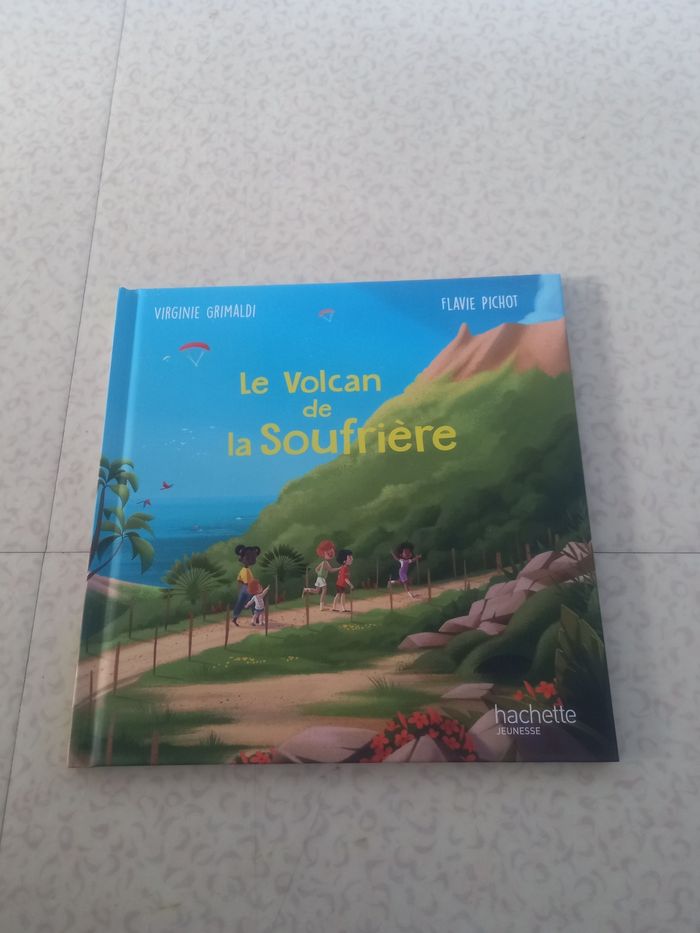 VIRGINIE GRIMALDI
FLAVIE PICHOT
Le Volcan
de
la Soufrière
hachette
JEUNESSE